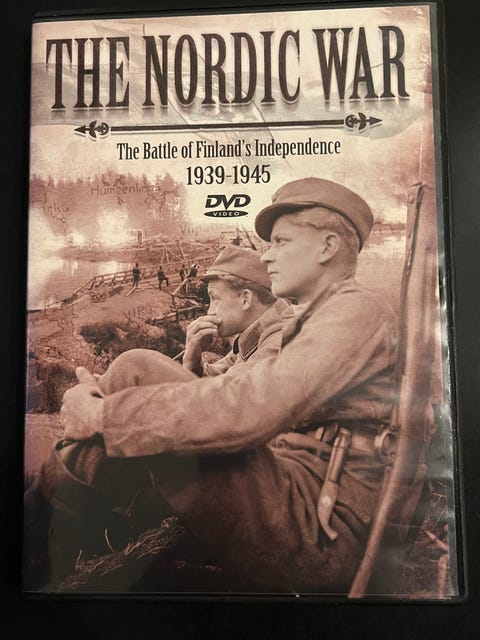 THE NORDIC WAR
The Battle of Finland's Independence
1939-1945
DVD
VIDEO